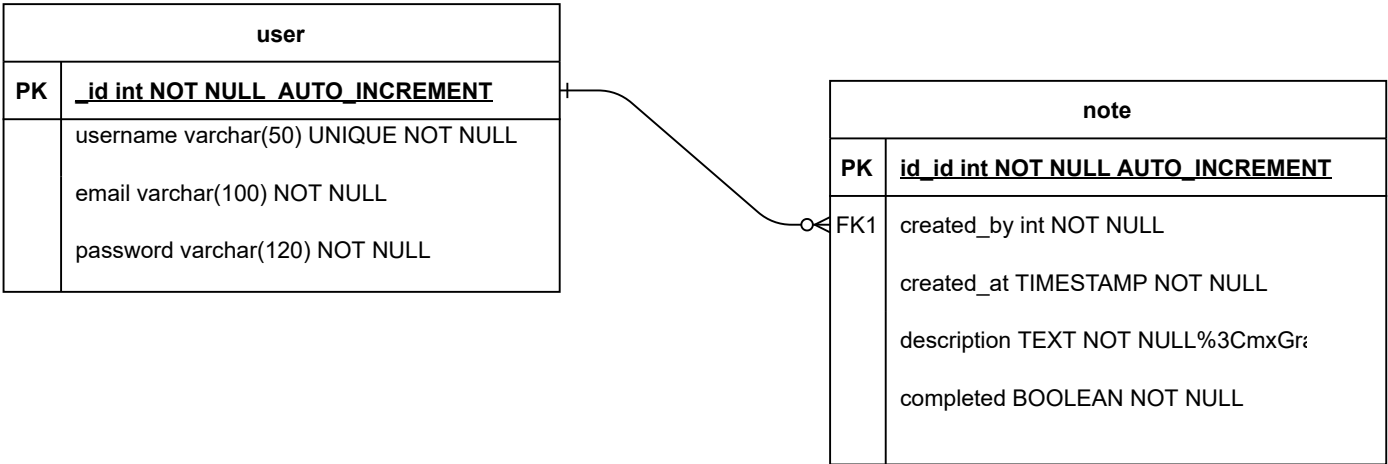 user
PK _id int NOT NULL AUTO_INCREMENT
username varchar(50) UNIQUE NOT NULL
email varchar(100) NOT NULL
password varchar(120) NOT NULL
note
PK id_id int NOT NULL AUTO_INCREMENT
FK1 created_by int NOT NULL
created_at TIMESTAMP NOT NULL
description TEXT NOT NULL%3CmxGra
completed BOOLEAN NOT NULL